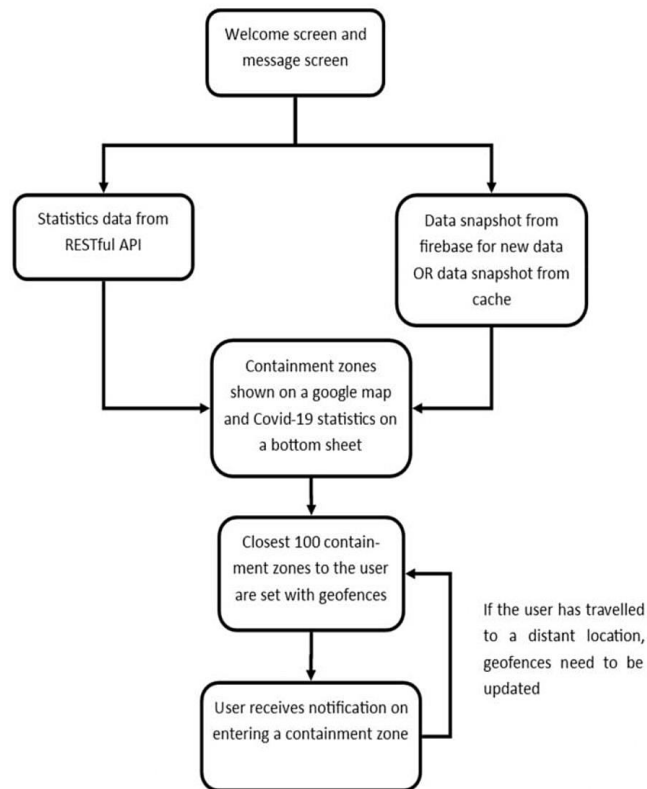 Welcome screen and
message screen
Statistics data from
RESTful API
Data snapshot from
firebase for new data
OR data snapshot from
cache
Containment zones
shown on a google map
and Covid-19 statistics on
a bottom sheet
Closest 100 contain-
ment zones to the user
are set with geofences
If the user has travelled
to a distant location,
geofences need to be
updated
User receives notification on
entering a containment zone